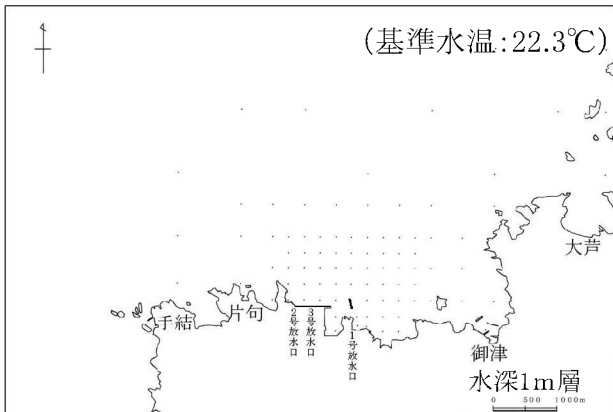 (基準水温:22.3℃)
大芦
手結
片句
2号放水口
3号放水口
1号放水口
御津
水深1m層
0 500 1000m